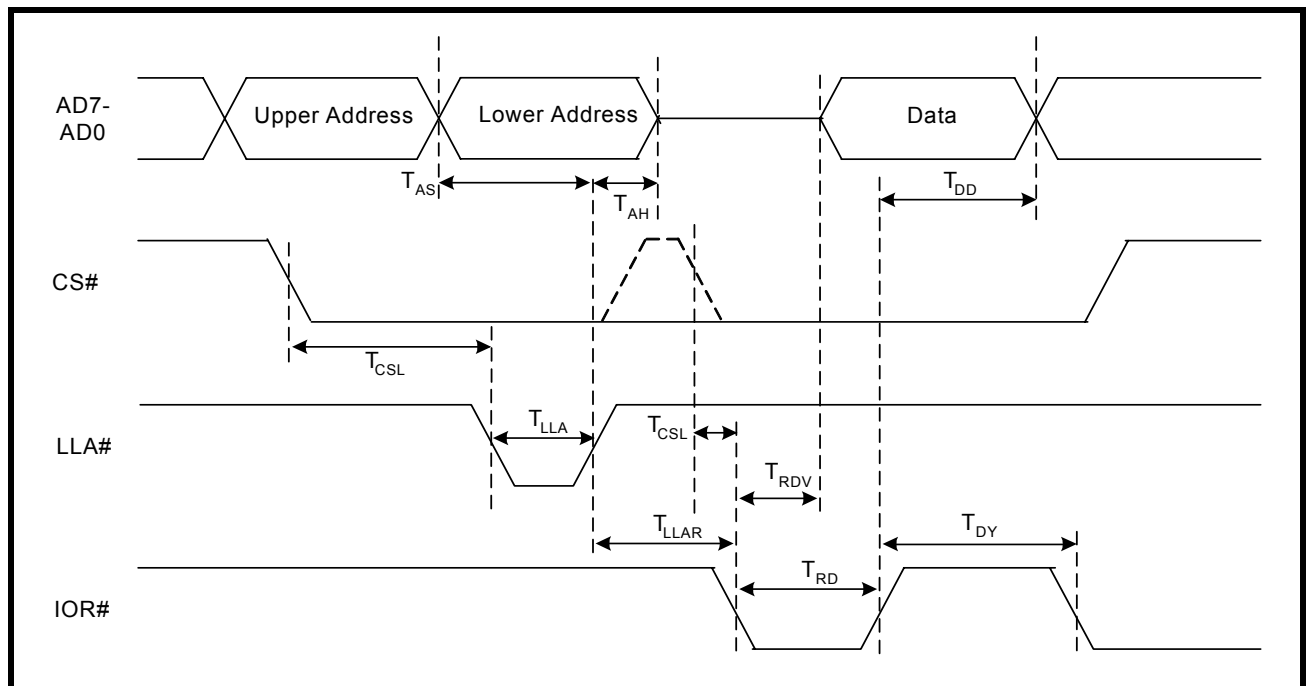 AD7-
AD0
Upper Address
Lower Address
Data
TAS
TAH
TDD
CS#
TCSL
LLA#
TLLA
TCSL
TRDV
TLLAR
TDY
TRD
IOR#